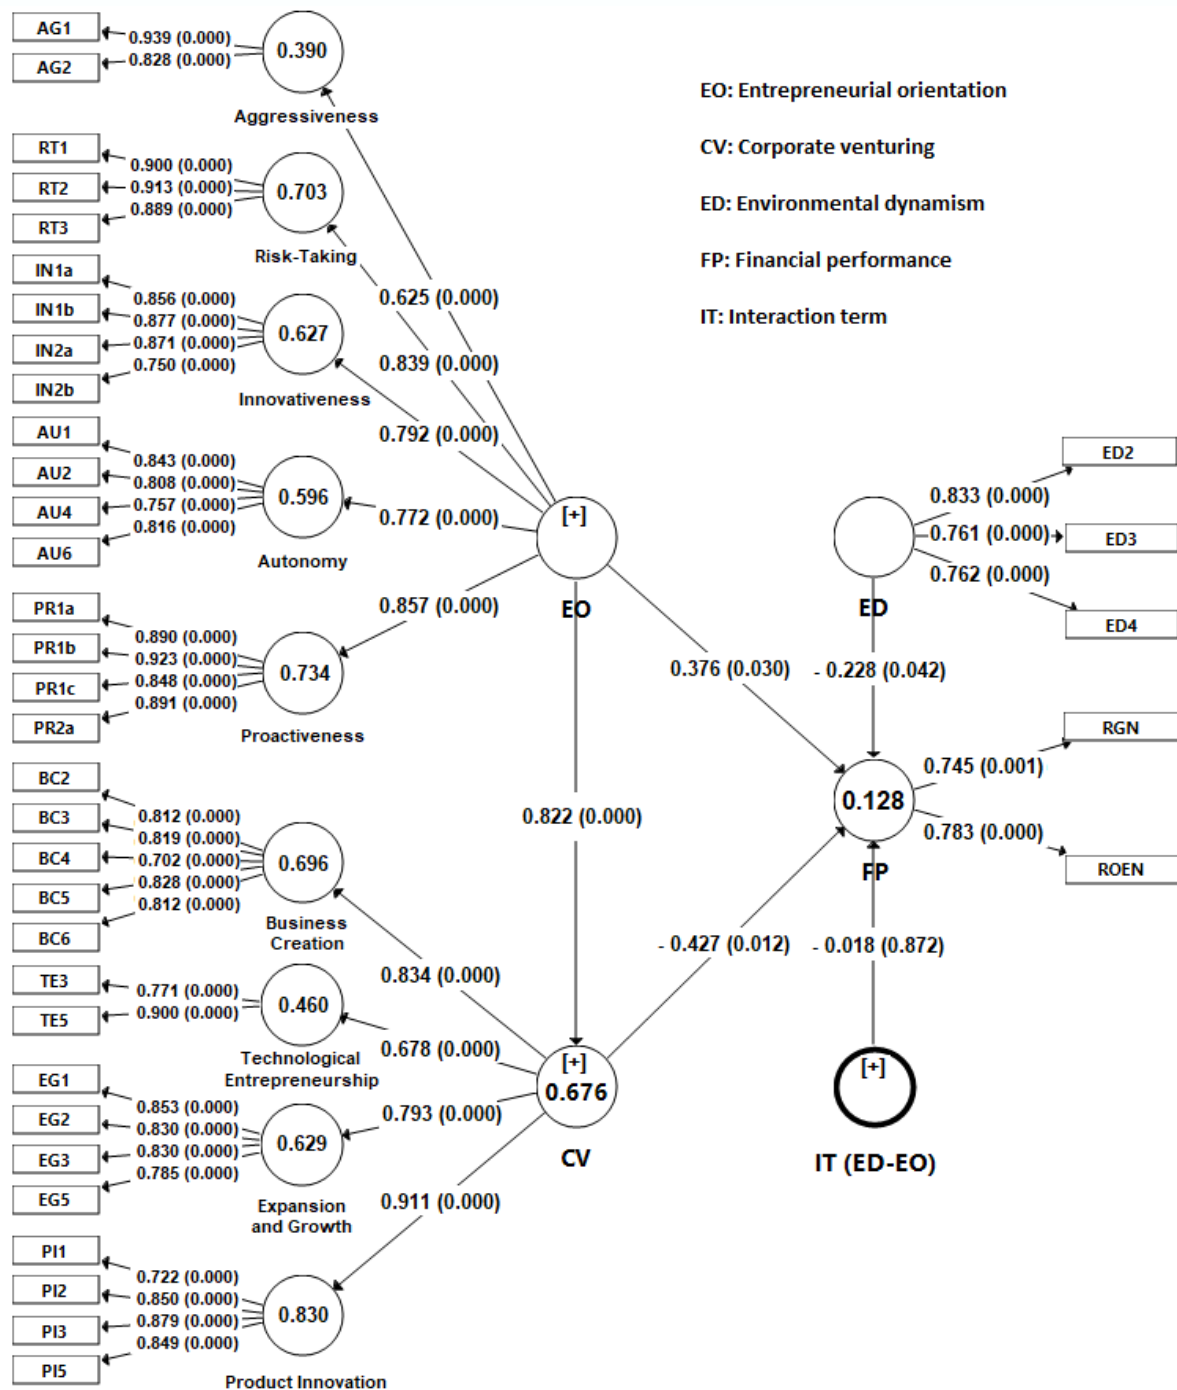 AG1
AG2
0.939 (0.000)
0.828 (0.000)
0.390
Aggressiveness
EO: Entrepreneurial orientation
CV: Corporate venturing
ED: Environmental dynamism
FP: Financial performance
IT: Interaction term
RT1
RT2
RT3
0.900 (0.000)
0.913 (0.000)
0.889 (0.000)
0.703
Risk-Taking
IN1a
IN1b
IN2a
IN2b
0.856 (0.000)
0.877 (0.000)
0.871 (0.000)
0.750 (0.000)
0.627
Innovativeness
AU1
AU2
AU4
AU6
0.843 (0.000)
0.808 (0.000)
0.757 (0.000)
0.816 (0.000)
0.596
Autonomy
PR1a
PR1b
PR1c
PR2a
0.890 (0.000)
0.923 (0.000)
0.848 (0.000)
0.891 (0.000)
0.734
Proactiveness
0.625 (0.000)
0.839 (0.000)
0.792 (0.000)
0.772 (0.000)
0.857 (0.000)
[+]
EO
ED
0.833 (0.000)
0.761 (0.000)
0.762 (0.000)
ED2
ED3
ED4
0.376 (0.030)
- 0.228 (0.042)
0.822 (0.000)
0.128
FP
0.745 (0.001)
0.783 (0.000)
RGN
ROEN
- 0.427 (0.012)
- 0.018 (0.872)
BC2
BC3
BC4
BC5
BC6
0.812 (0.000)
0.819 (0.000)
0.702 (0.000)
0.828 (0.000)
0.812 (0.000)
0.696
Business
Creation
TE3
TE5
0.771 (0.000)
0.900 (0.000)
0.460
Technological
Entrepreneurship
EG1
EG2
EG3
EG5
0.853 (0.000)
0.830 (0.000)
0.830 (0.000)
0.785 (0.000)
0.629
Expansion
and Growth
PI1
PI2
PI3
PI5
0.722 (0.000)
0.850 (0.000)
0.879 (0.000)
0.849 (0.000)
0.830
Product Innovation
0.834 (0.000)
0.678 (0.000)
0.793 (0.000)
0.911 (0.000)
[+]
0.676
CV
[+]
IT (ED-EO)